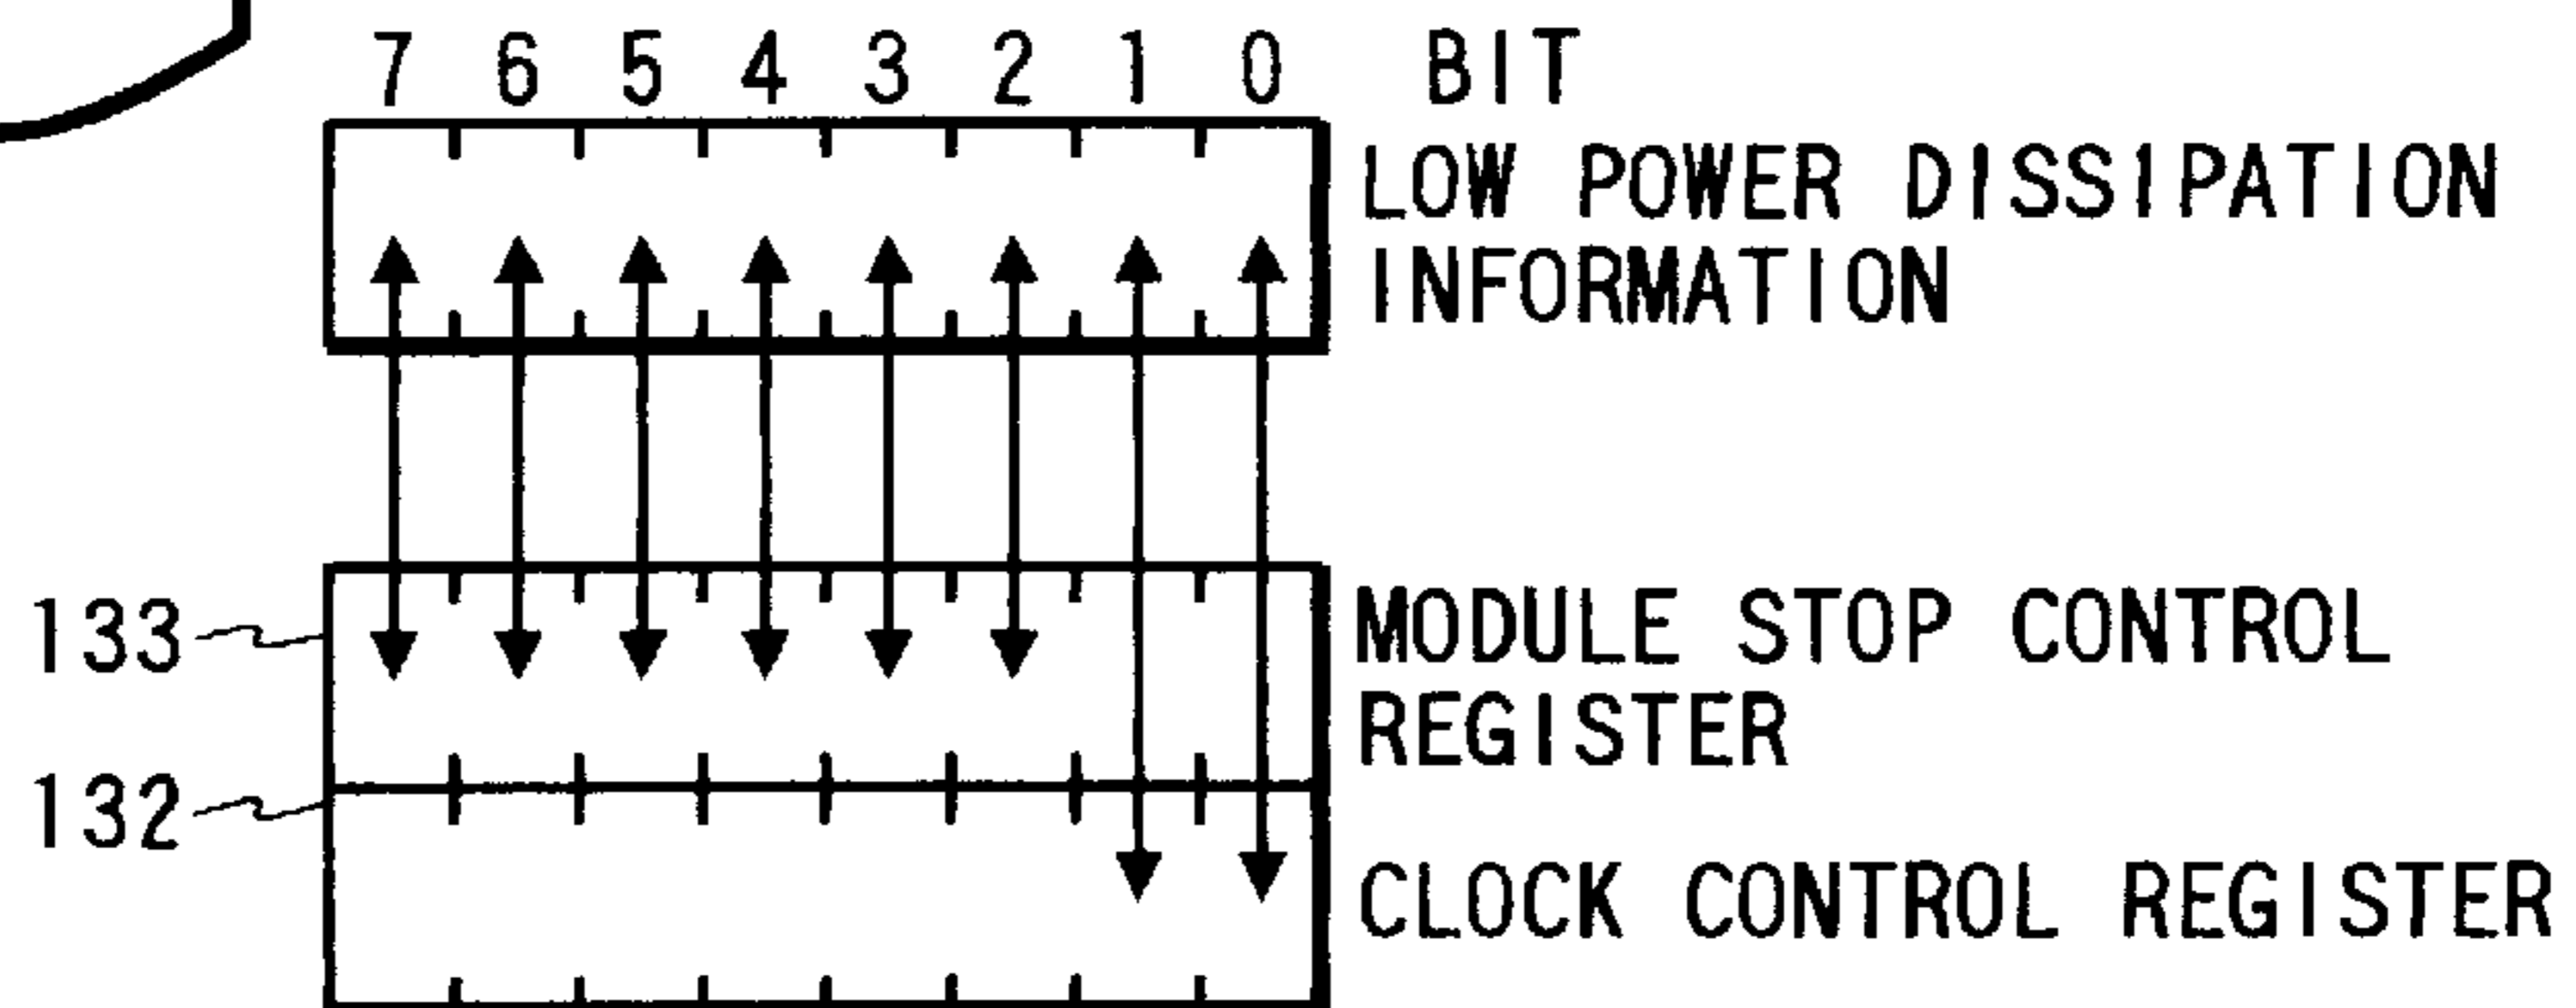 7 6 5 4 3 2 1 0 BIT
LOW POWER DISSIPATION
INFORMATION
133
MODULE STOP CONTROL
REGISTER
132
CLOCK CONTROL REGISTER